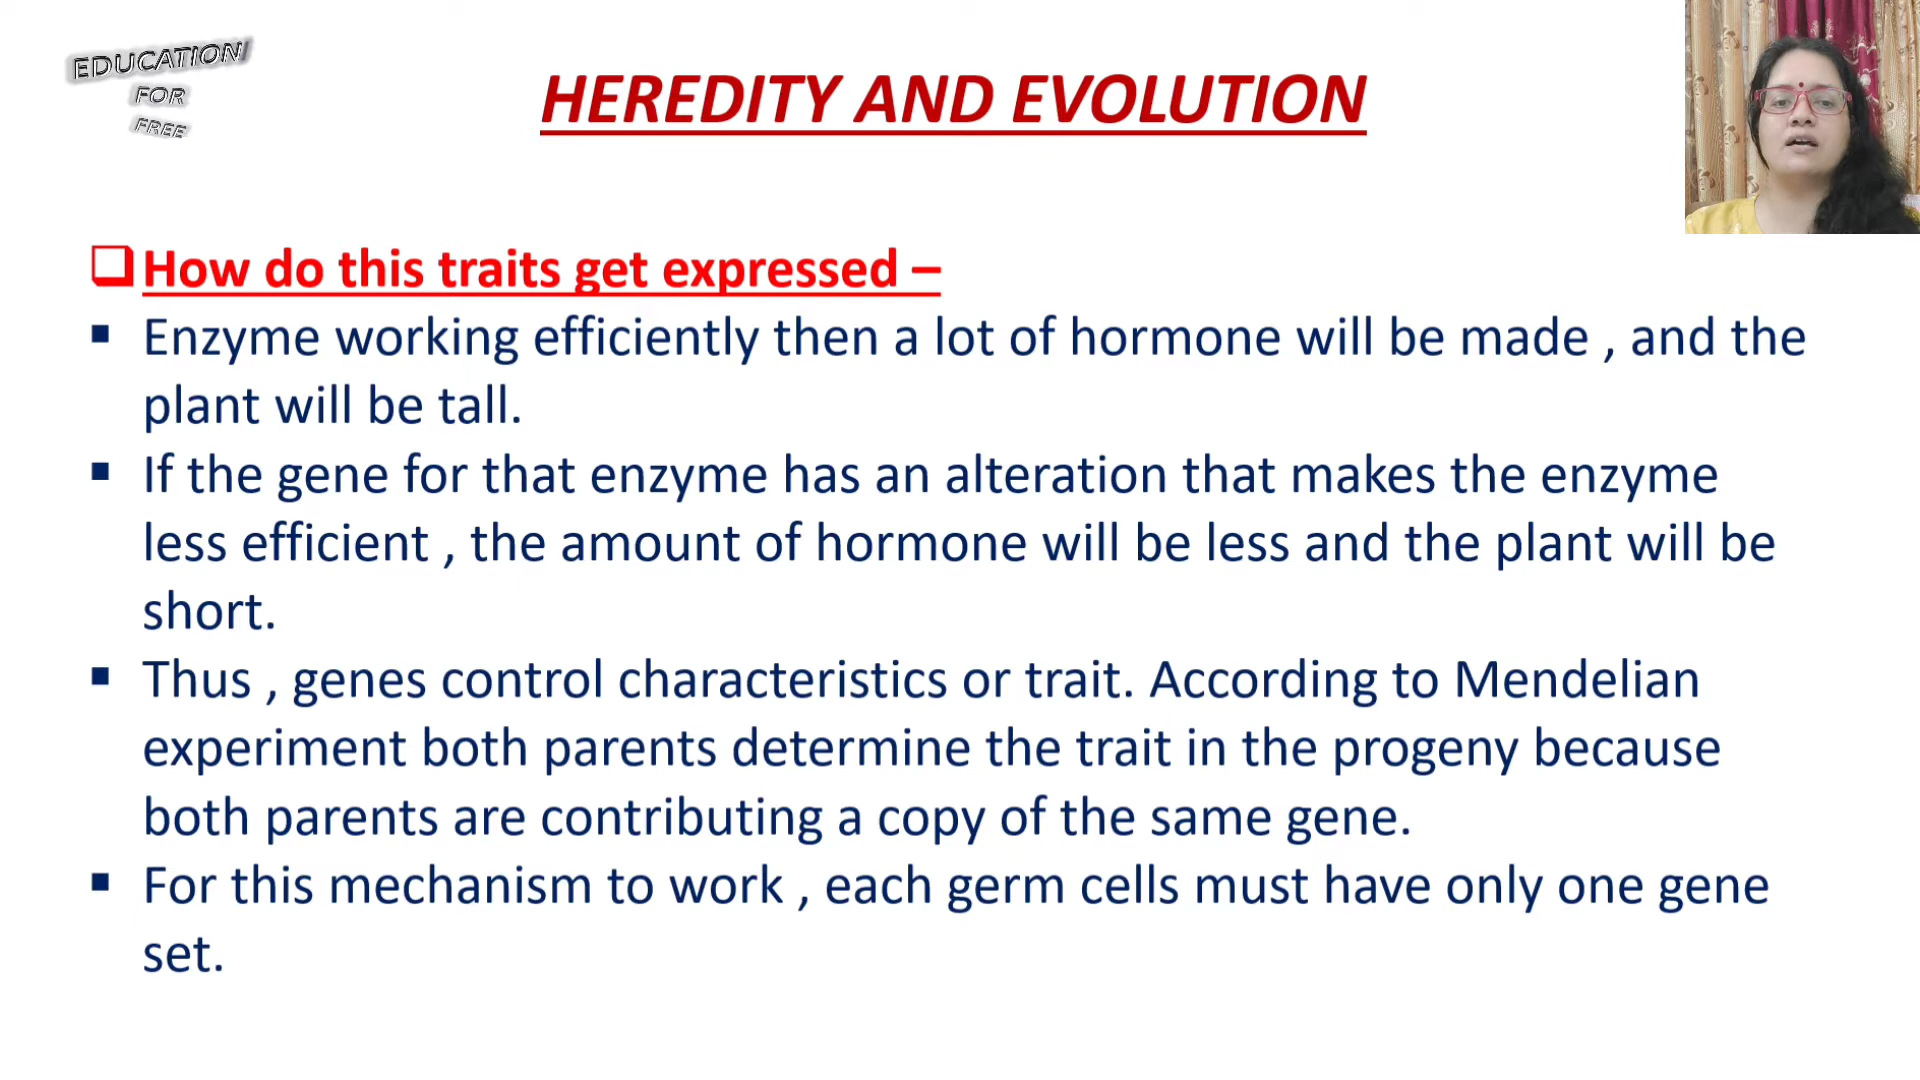 EDUCATION
FOR
FREE
HEREDITY AND EVOLUTION
How do this traits get expressed –
Enzyme working efficiently then a lot of hormone will be made , and the
plant will be tall.
If the gene for that enzyme has an alteration that makes the enzyme
less efficient , the amount of hormone will be less and the plant will be
short.
Thus , genes control characteristics or trait. According to Mendelian
experiment both parents determine the trait in the progeny because
both parents are contributing a copy of the same gene.
For this mechanism to work , each germ cells must have only one gene
set.